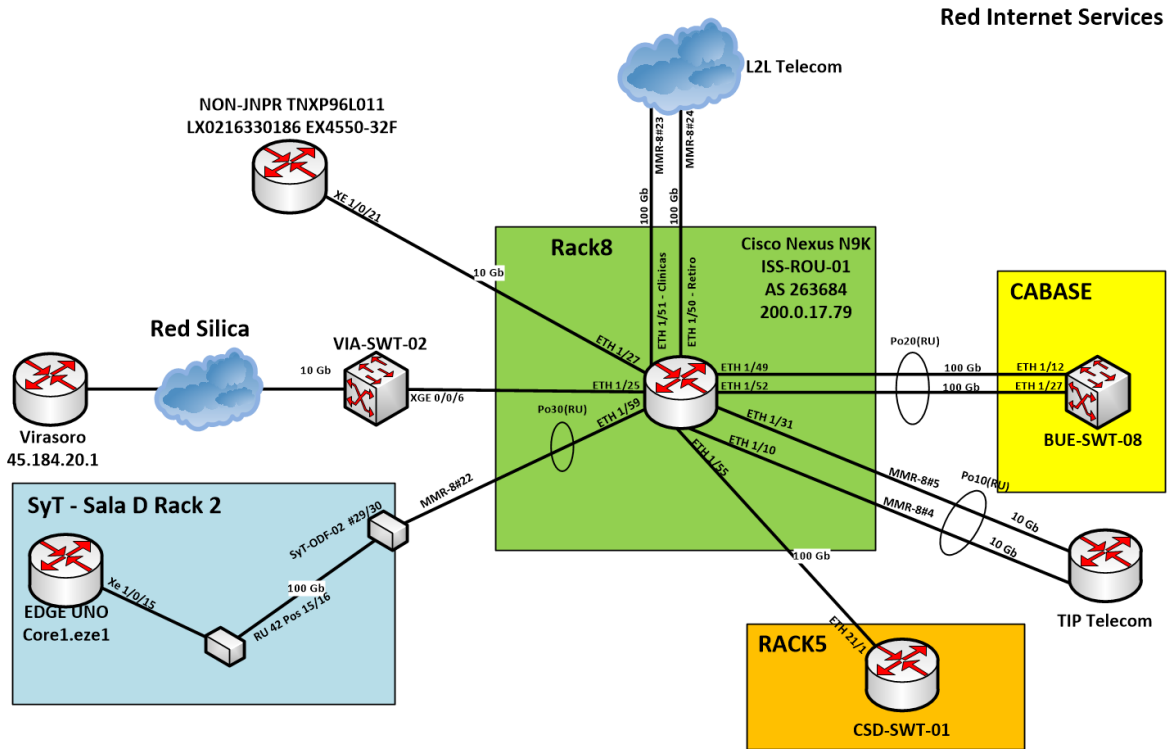 Red Internet Services
L2L Telecom
NON-JNPR TNXP96L011
LX0216330186 EX4550-32F
MMR-8#23
MMR-8#24
XE 1/0/21
100 Gb
100 Gb
Rack8
Cisco Nexus N9K
ISS-ROU-01
AS 263684
200.0.17.79
10 Gb
ETH 1/51 - Clinicas
ETH 1/50 - Retiro
CABASE
Red Silica
VIA-SWT-02
ETH 1/27
Po20(RU)
10 Gb
ETH 1/49
100 Gb
ETH 1/12
ETH 1/25
ETH 1/52
100 Gb
ETH 1/27
XGE 0/0/6
Po30(RU)
ETH 1/59
ETH 1/31
Virasoro
45.184.20.1
BUE-SWT-08
ETH 1/10
ETH 1/55
MMR-8#22
MMR-8#5
Po10(RU)
MMR-8#4
SyT - Sala D Rack 2
SyT-ODF-02 #29/30
10 Gb
10 Gb
100 Gb
Xe 1/0/15
100 Gb
EDGE UNO
Core1.eze1
RU 42 Pos 15/16
TIP Telecom
ETH 21/1
RACK5
CSD-SWT-01